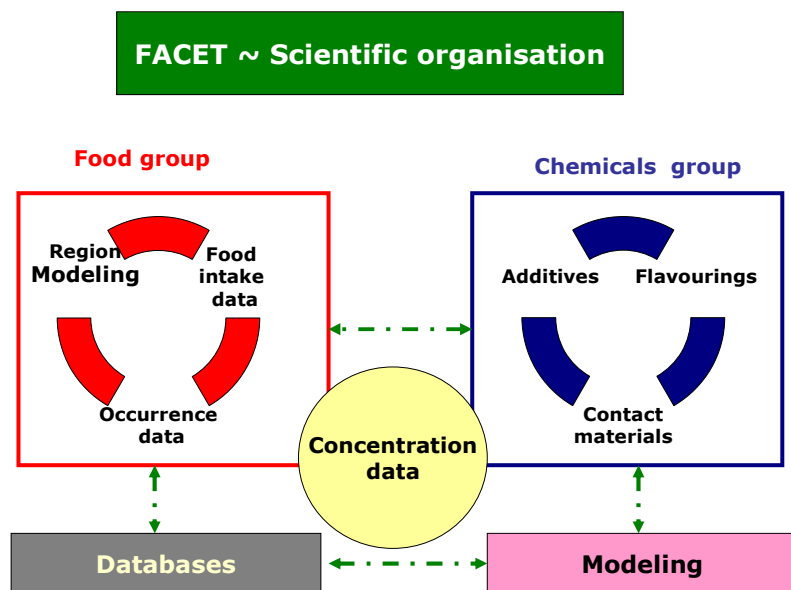 FACET ~ Scientific organisation
Food group
Chemicals group
Region
Modeling
Food
intake
data
Occurrence
data
Additives
Flavourings
Contact
materials
Concentration
data
Databases
Modeling